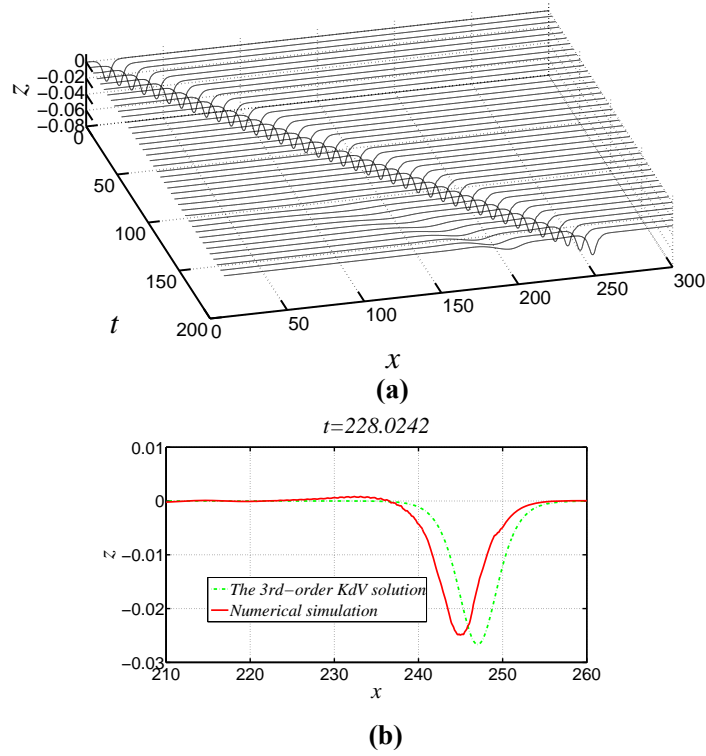 z
0
−0.02
−0.04
−0.06
−0.08
0
50
100
150
200
t
0
50
100
150
200
250
300
x
(a)
t=228.0242
0.01
0
−0.01
−0.02
−0.03
z
The 3rd−order KdV solution
Numerical simulation
210
220
230
240
250
260
x
(b)